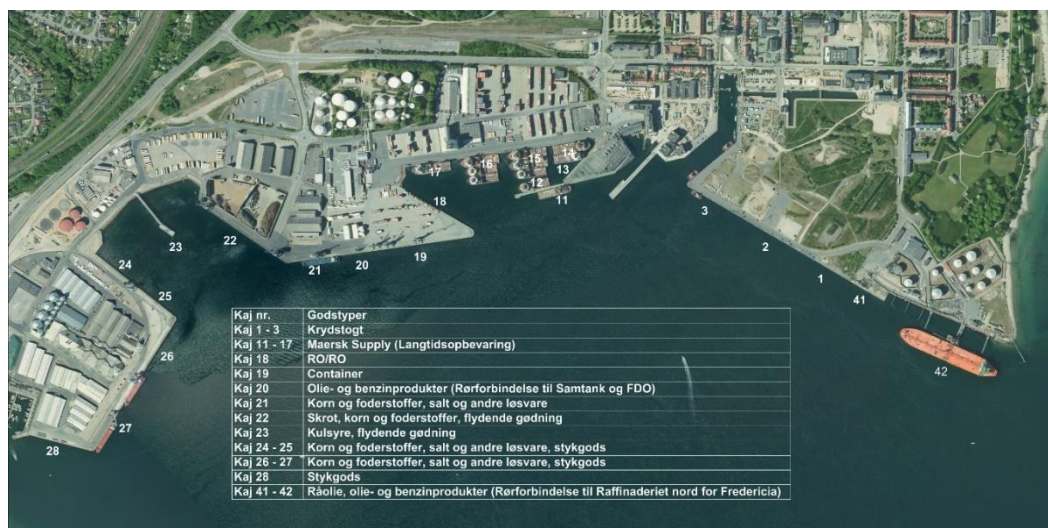 16
15
14
17
13
12
11
18
3
23
22
2
19
20
21
24
1
25
41
26
42
27
28
Kaj nr. Godstyper
Kaj 1 - 3 Krydstogt
Kaj 11 - 17 Maersk Supply (Langtidsopbevaring)
Kaj 18 RO/RO
Kaj 19 Container
Kaj 20 Olie- og benzinprodukter (Rørforbindelse til Samtank og FDO)
Kaj 21 Korn og foderstoffer, salt og andre løsvare
Kaj 22 Skrot, korn og foderstoffer, flydende gødning
Kaj 23 Kulsyre, flydende gødning
Kaj 24 - 25 Korn og foderstoffer, salt og andre løsvare, stykgods
Kaj 26 - 27 Korn og foderstoffer, salt og andre løsvare, stykgods
Kaj 28 Stykgods
Kaj 41 - 42 Råolie, olie- og benzinprodukter (Rørforbindelse til Raffinaderiet nord for Fredericia)